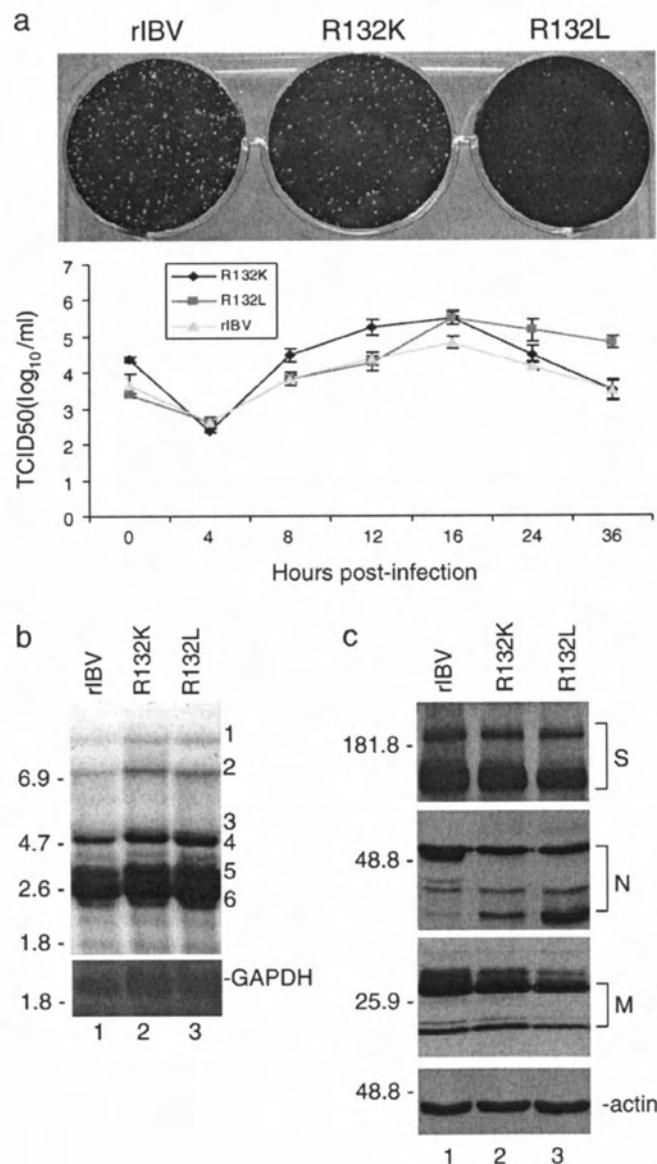 a
rIBV R132K R132L
7
6
5
4
3
2
1
0
TCID50(log10/ml)
R132K
R132L
rIBV
0 4 8 12 16 24 36
Hours post-infection
b
rIBV R132K R132L
6.9 -
4.7 -
2.6 -
1.8 -
1
2
3
4
5
6
1.8 -
-GAPDH
1 2 3
c
rIBV R132K R132L
181.8 -
S
48.8 -
N
25.9 -
M
48.8 -
-actin
1 2 3